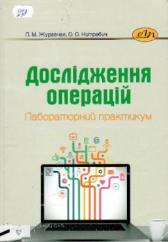 Л. М. Журавчак, О. О. Нитребич
Дослідження
операцій
Лабораторний практикум